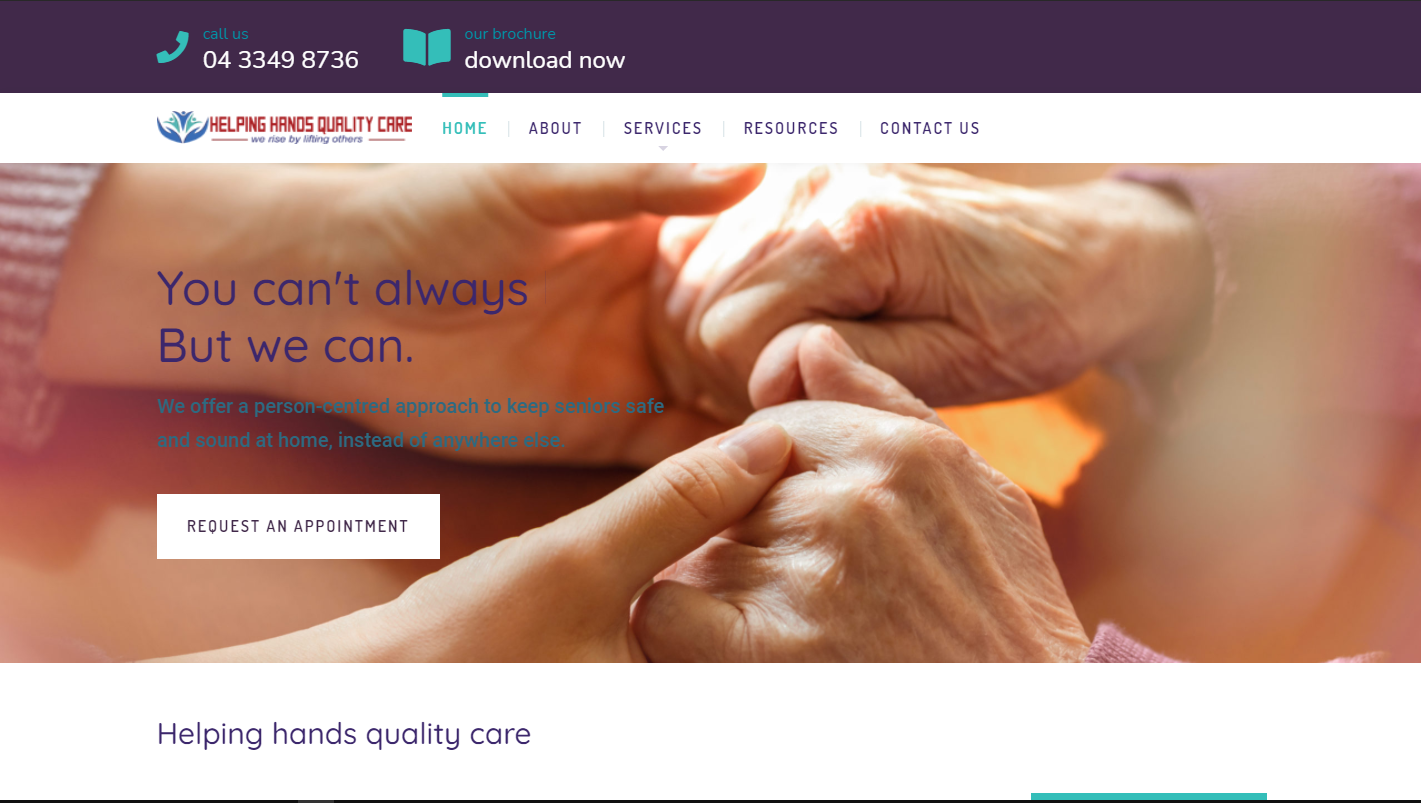 call us
04 3349 8736
our brochure
download now
HELPING HANDS QUALITY CARE
we rise by lifting others
HOME
ABOUT
SERVICES
RESOURCES
CONTACT US
You can't always
But we can.
We offer a person-centred approach to keep seniors safe
and sound at home, instead of anywhere else.
REQUEST AN APPOINTMENT
Helping hands quality care